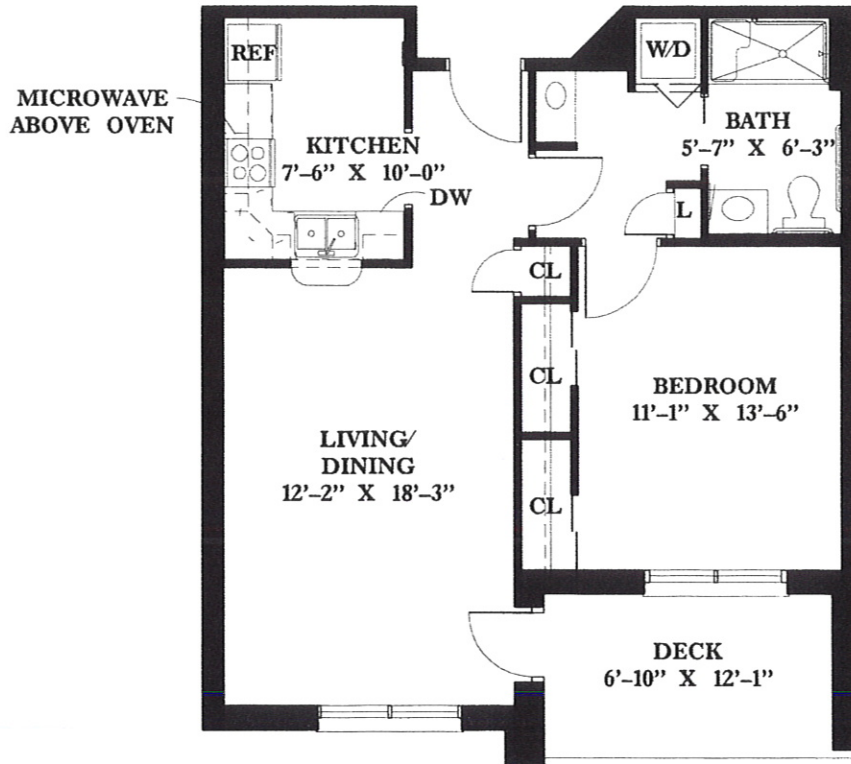 REF
W/D
MICROWAVE
ABOVE OVEN
KITCHEN
7'–6" X 10'–0"
BATH
5'–7" X 6'–3"
DW
L
CL
CL
BEDROOM
11'–1" X 13'–6"
LIVING/
DINING
12'–2" X 18'–3"
CL
DECK
6'–10" X 12'–1"